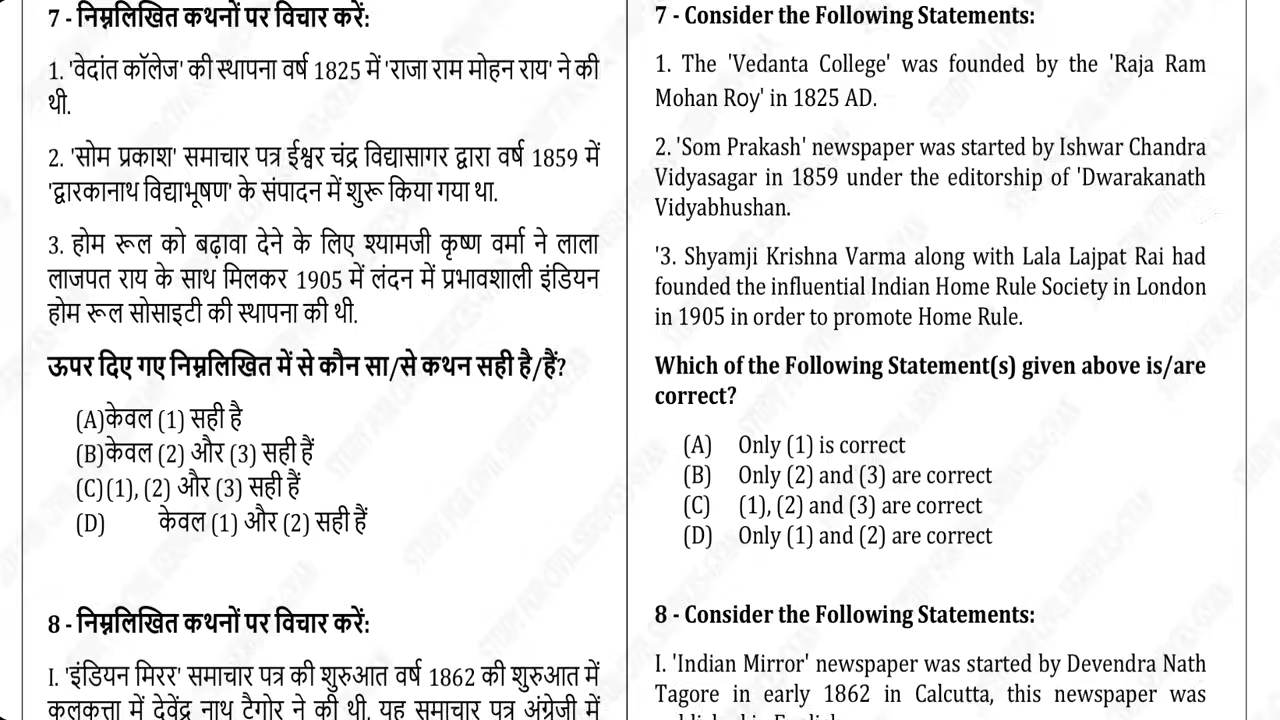 7 - निम्नलिखित कथनों पर विचार करें:
1. 'वेदांत कॉलेज' की स्थापना वर्ष 1825 में 'राजा राम मोहन राय' ने की
थी.
2. 'सोम प्रकाश' समाचार पत्र ईश्वर चंद्र विद्यासागर द्वारा वर्ष 1859 में
'द्वारकानाथ विद्याभूषण' के संपादन में शुरू किया गया था.
3. होम रूल को बढ़ावा देने के लिए श्यामजी कृष्ण वर्मा ने लाला
लाजपत राय के साथ मिलकर 1905 में लंदन में प्रभावशाली इंडियन
होम रूल सोसाइटी की स्थापना की थी.
ऊपर दिए गए निम्नलिखित में से कौन सा/से कथन सही है/हैं?
(A)केवल (1) सही है
(B)केवल (2) और (3) सही हैं
(C)(1), (2) और (3) सही हैं
(D) केवल (1) और (2) सही हैं
8 - निम्नलिखित कथनों पर विचार करें:
I. 'इंडियन मिरर' समाचार पत्र की शुरुआत वर्ष 1862 की शुरुआत में
कलकत्ता में देवेंद्र नाथ टैगोर ने की थी. यह समाचार पत्र अंग्रेजी में
7 - Consider the Following Statements:
1. The 'Vedanta College' was founded by the 'Raja Ram
Mohan Roy' in 1825 AD.
2. 'Som Prakash' newspaper was started by Ishwar Chandra
Vidyasagar in 1859 under the editorship of 'Dwarakanath
Vidyabhushan.
'3. Shyamji Krishna Varma along with Lala Lajpat Rai had
founded the influential Indian Home Rule Society in London
in 1905 in order to promote Home Rule.
Which of the Following Statement(s) given above is/are
correct?
(A) Only (1) is correct
(B) Only (2) and (3) are correct
(C) (1), (2) and (3) are correct
(D) Only (1) and (2) are correct
8 - Consider the Following Statements:
I. 'Indian Mirror' newspaper was started by Devendra Nath
Tagore in early 1862 in Calcutta, this newspaper was